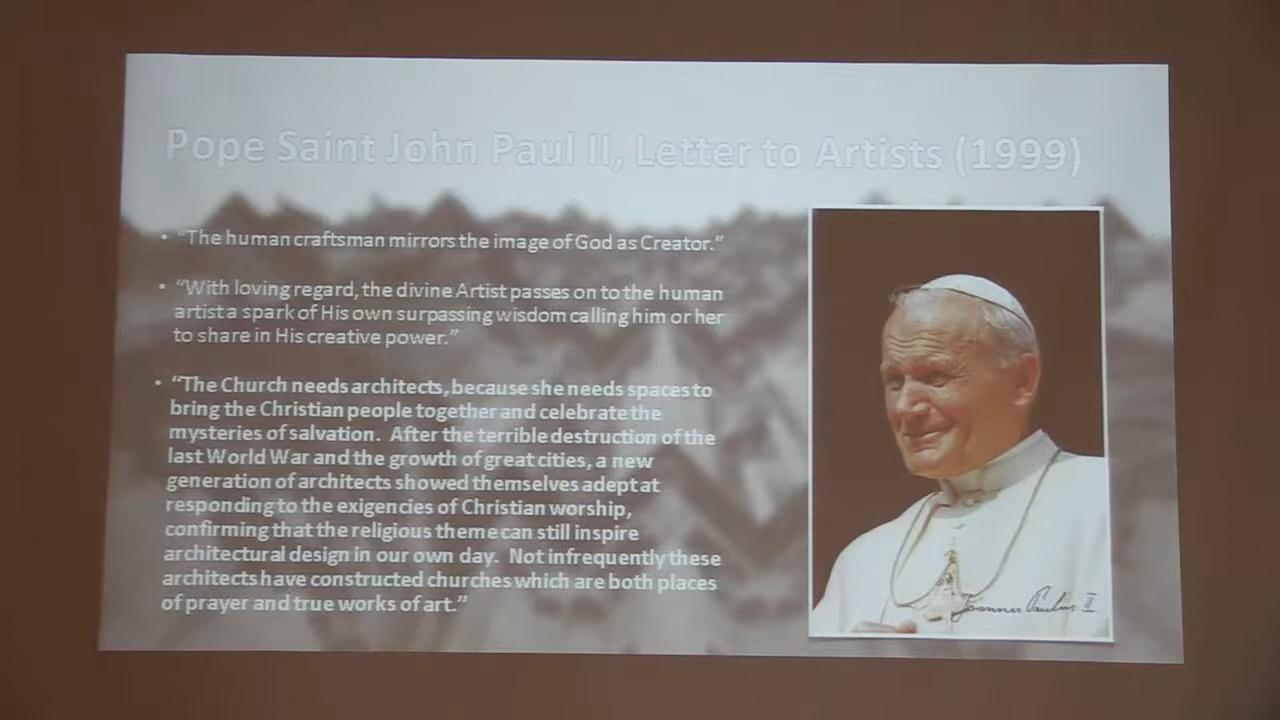 Pope Saint John Paul II, Letter to Artists (1999)
• "The human craftsman mirrors the image of God as Creator."
• "With loving regard, the divine Artist passes on to the human
artist a spark of His own surpassing wisdom calling him or her
to share in His creative power."
• "The Church needs architects, because she needs spaces to
bring the Christian people together and celebrate the
mysteries of salvation. After the terrible destruction of the
last World War and the growth of great cities, a new
generation of architects showed themselves adept at
responding to the exigencies of Christian worship,
confirming that the religious theme can still inspire
architectural design in our own day. Not infrequently these
architects have constructed churches which are both places
of prayer and true works of art."
Joannes Paulus II